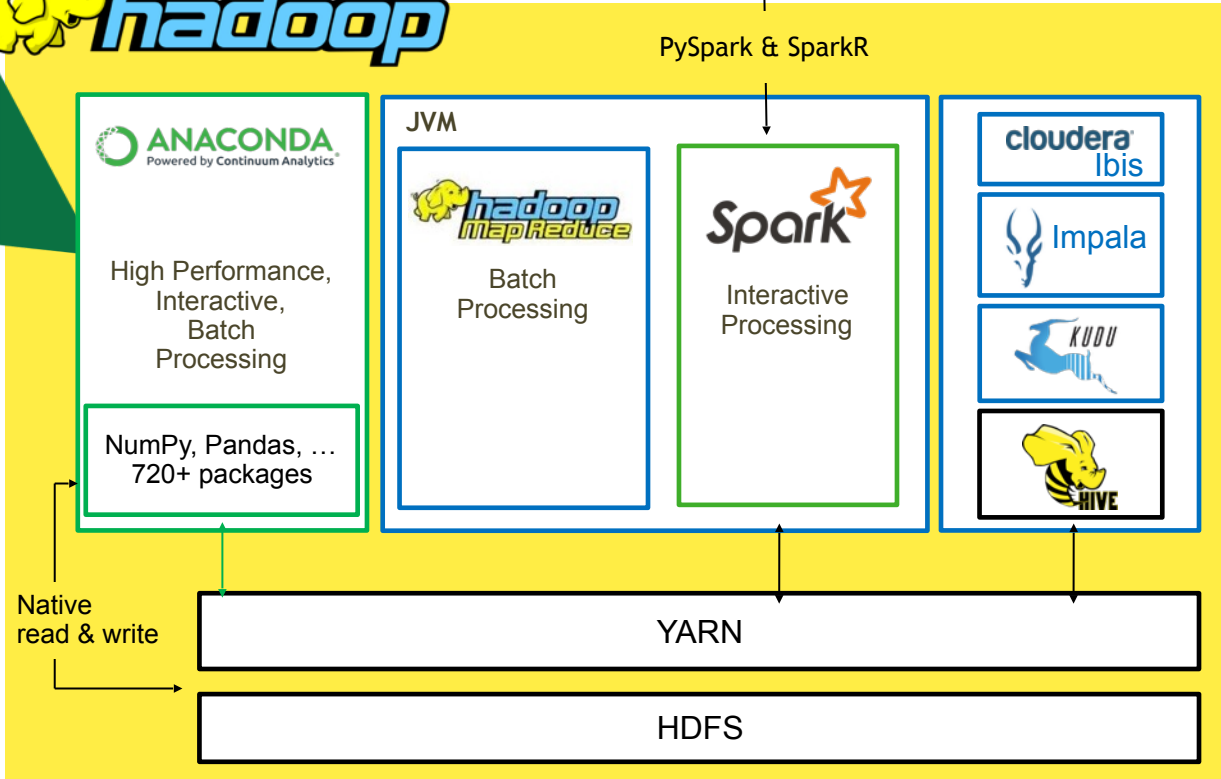 hadoop
PySpark & SparkR
ANACONDA
Powered by Continuum Analytics®
High Performance,
Interactive,
Batch
Processing
NumPy, Pandas, …
720+ packages
JVM
hadoop
Map Reduce
Batch
Processing
Spark
Interactive
Processing
cloudera
Ibis
Impala
KUDU
HIVE
Native
read & write
YARN
HDFS